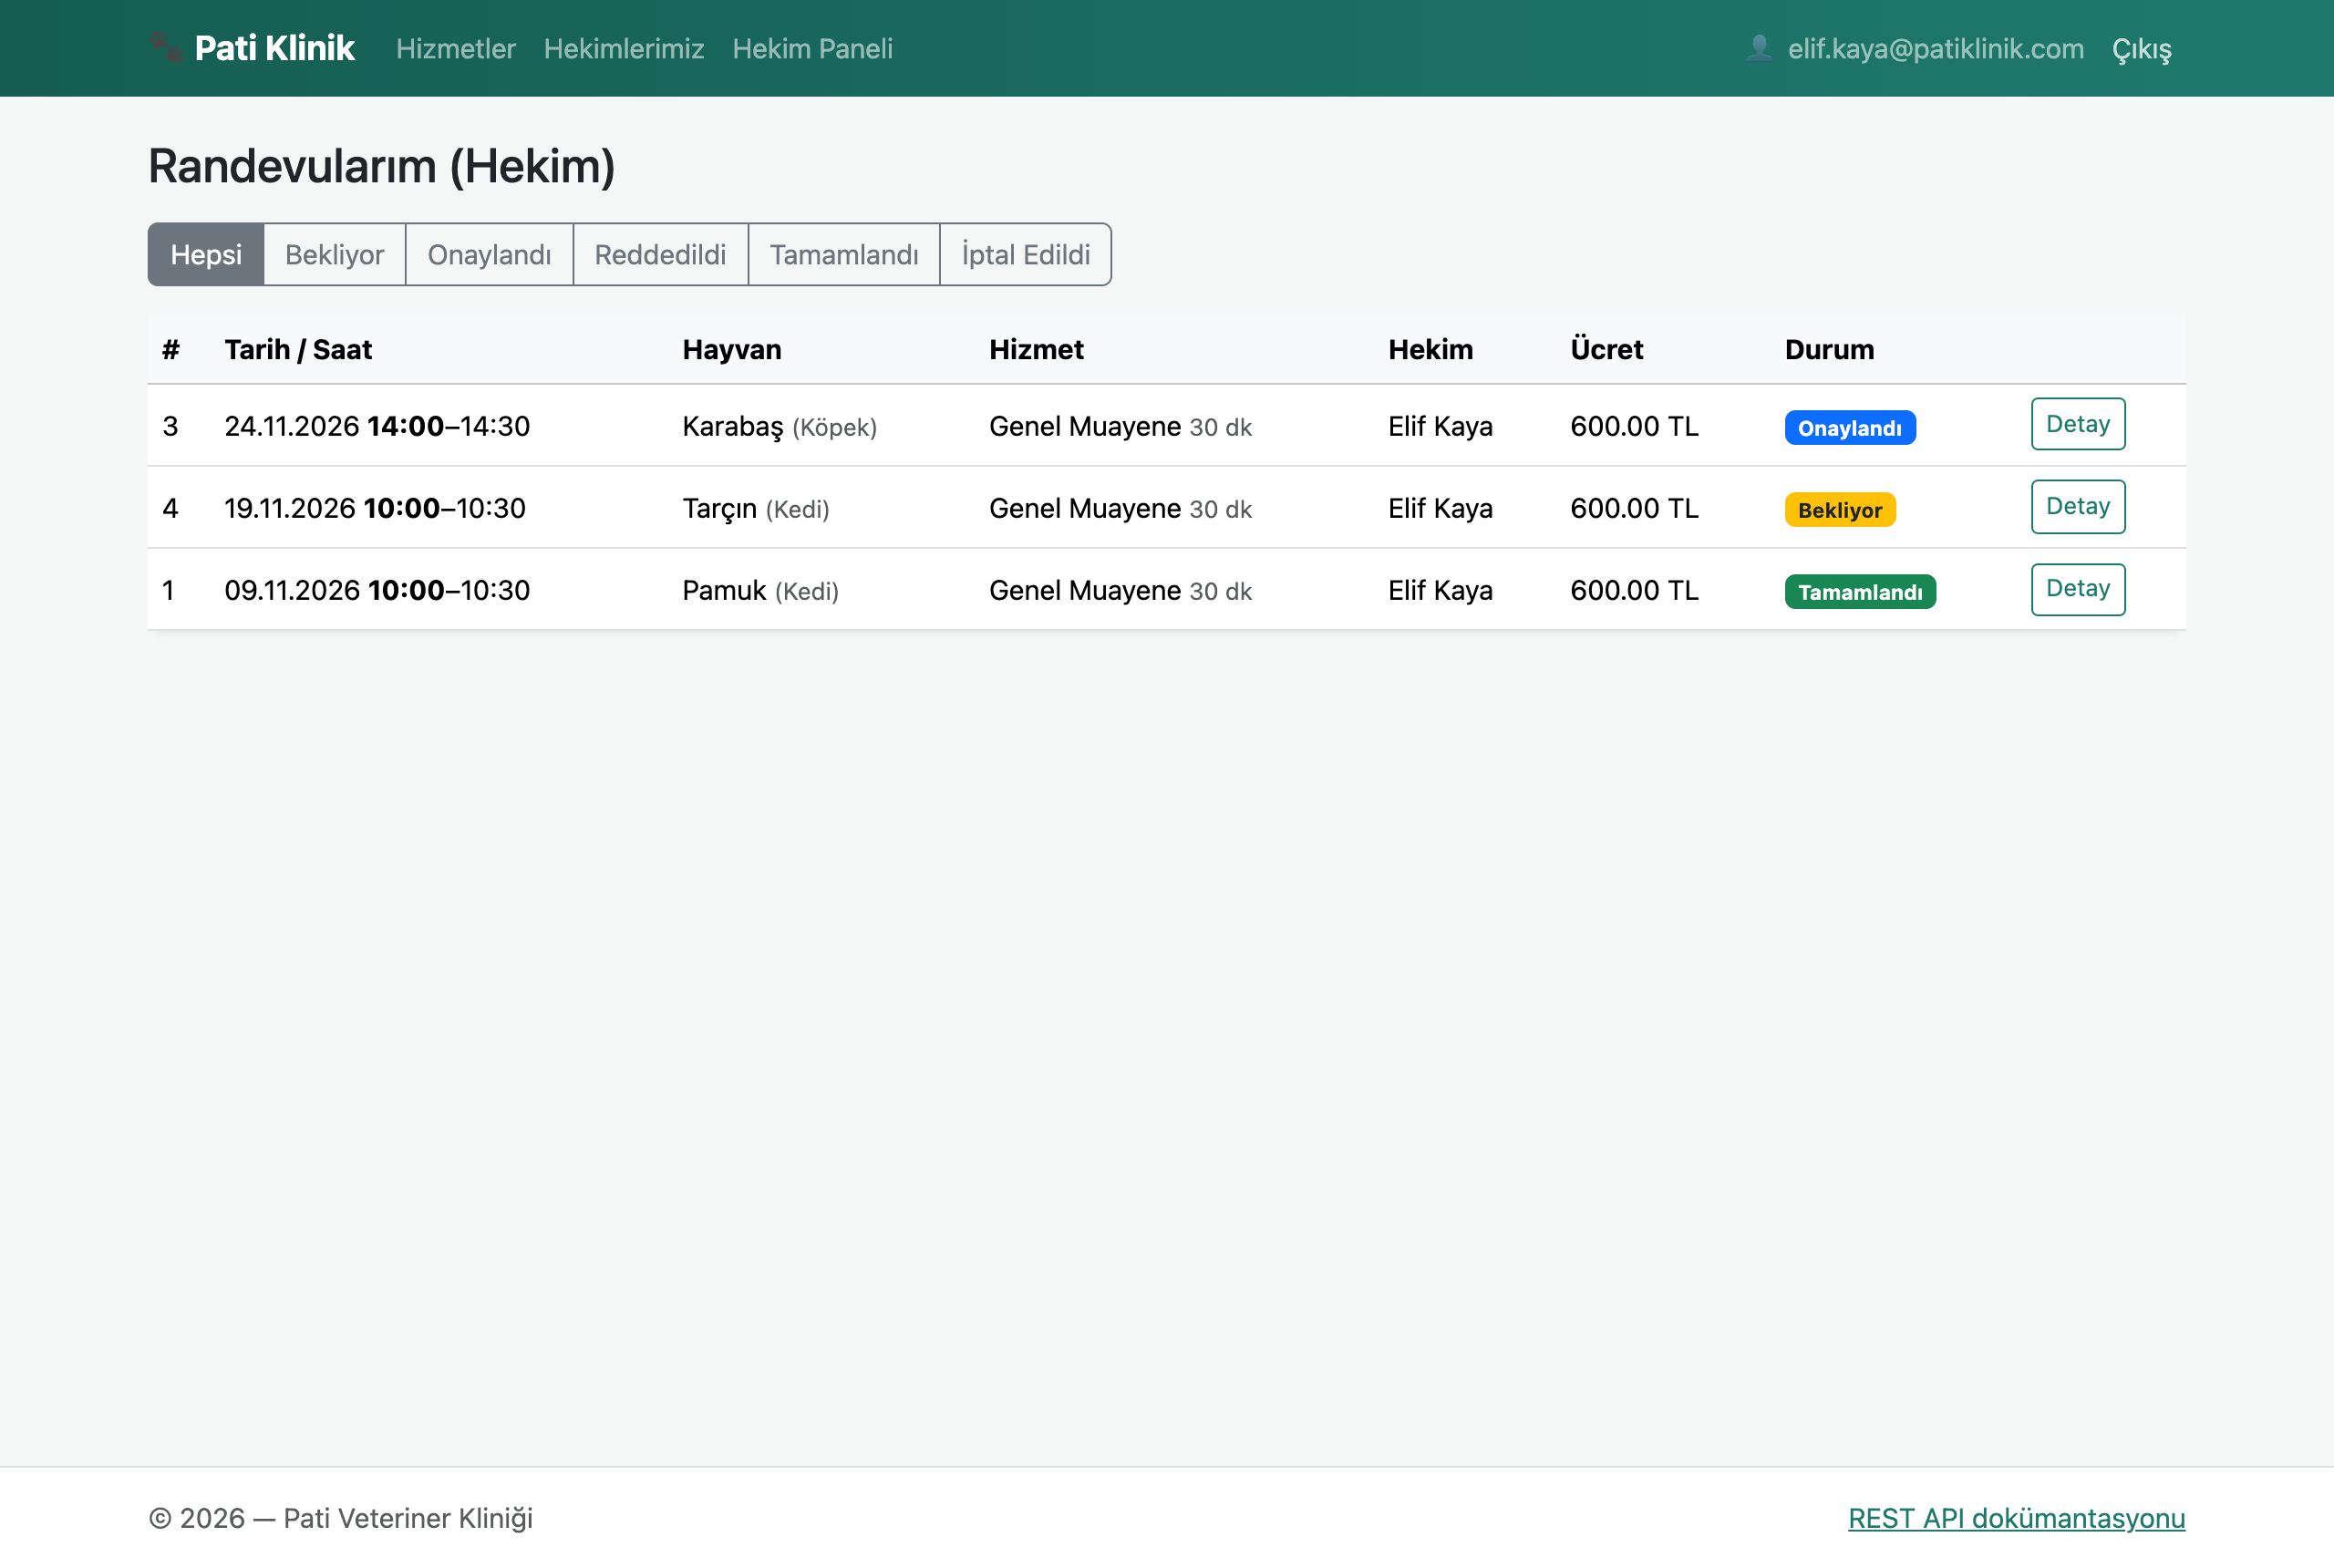 Pati Klinik Hizmetler Hekimlerimiz Hekim Paneli elif.kaya@patiklinik.com Çıkış
Randevularım (Hekim)
Hepsi Bekliyor Onaylandı Reddedildi Tamamlandı İptal Edildi
# Tarih / Saat Hayvan Hizmet Hekim Ücret Durum
3 24.11.2026 14:00–14:30 Karabaş (Köpek) Genel Muayene 30 dk Elif Kaya 600.00 TL Onaylandı Detay
4 19.11.2026 10:00–10:30 Tarçın (Kedi) Genel Muayene 30 dk Elif Kaya 600.00 TL Bekliyor Detay
1 09.11.2026 10:00–10:30 Pamuk (Kedi) Genel Muayene 30 dk Elif Kaya 600.00 TL Tamamlandı Detay
© 2026 — Pati Veteriner Kliniği REST API dokümantasyonu